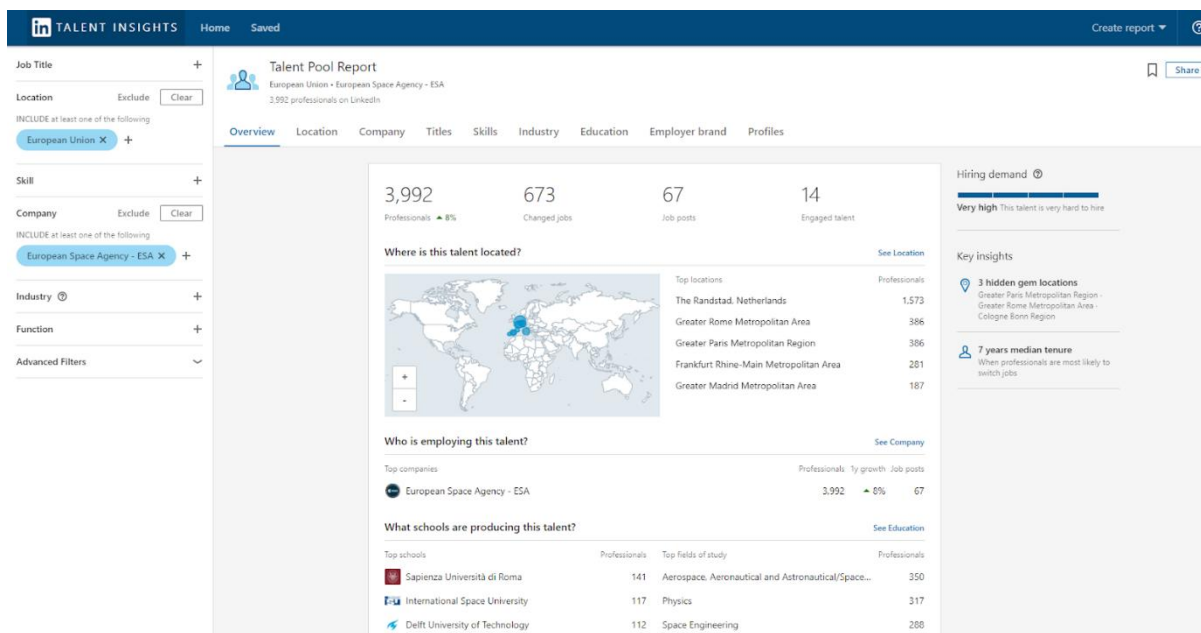 in TALENT INSIGHTS Home Saved Create report
Job Title +
Location Exclude Clear
INCLUDE at least one of the following
European Union × +
Skill +
Company Exclude Clear
INCLUDE at least one of the following
European Space Agency - ESA × +
Industry ? +
Function +
Advanced Filters
Talent Pool Report
European Union • European Space Agency - ESA
3,992 professionals on LinkedIn
Share
Overview Location Company Titles Skills Industry Education Employer brand Profiles
3,992 673 67 14
Professionals ▲ 8% Changed jobs Job posts Engaged talent
Where is this talent located? See Location
Top locations Professionals
The Randstad, Netherlands 1,573
Greater Rome Metropolitan Area 386
Greater Paris Metropolitan Region 386
Frankfurt Rhine-Main Metropolitan Area 281
Greater Madrid Metropolitan Area 187
+
-
Who is employing this talent? See Company
Top companies Professionals 1y growth Job posts
European Space Agency - ESA 3,992 ▲ 8% 67
What schools are producing this talent? See Education
Top schools Professionals Top fields of study Professionals
Sapienza Università di Roma 141 Aerospace, Aeronautical and Astronautical/Space... 350
International Space University 117 Physics 317
Delft University of Technology 112 Space Engineering 288
Hiring demand ?
Very high This talent is very hard to hire
Key insights
3 hidden gem locations
Greater Paris Metropolitan Region ·
Greater Rome Metropolitan Area ·
Cologne Bonn Region
7 years median tenure
When professionals are most likely to
switch jobs